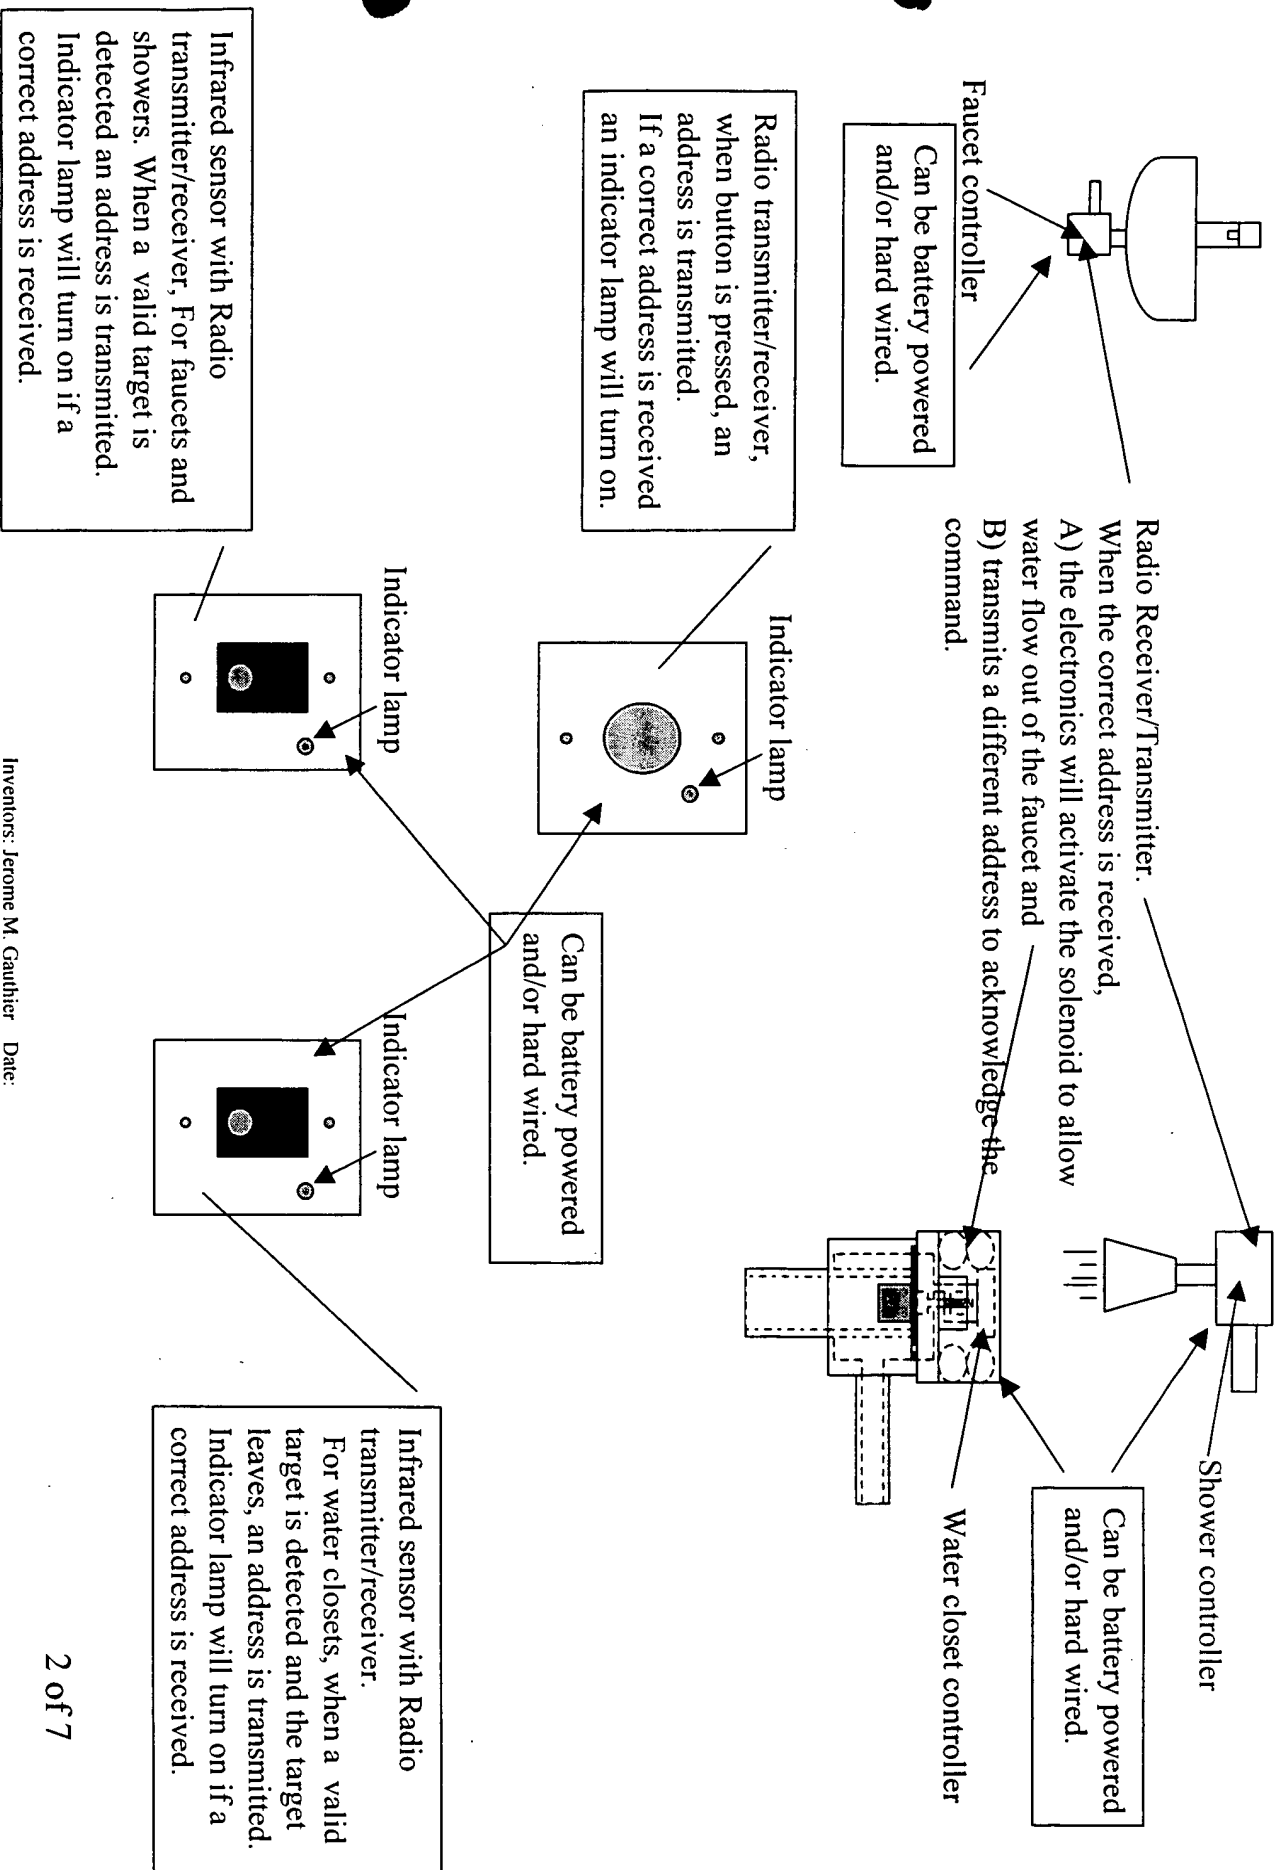 Faucet controller
Can be battery powered
and/or hard wired.
Radio Receiver/Transmitter.
When the correct address is received,
A) the electronics will activate the solenoid to allow
water flow out of the faucet and
B) transmits a different address to acknowledge the
command.
Shower controller
Can be battery powered
and/or hard wired.
Water closet controller
Radio transmitter/receiver,
when button is pressed, an
address is transmitted.
If a correct address is received
an indicator lamp will turn on.
Indicator lamp
Can be battery powered
and/or hard wired.
Indicator lamp
Indicator lamp
Infrared sensor with Radio
transmitter/receiver, For faucets and
showers. When a valid target is
detected an address is transmitted.
Indicator lamp will turn on if a
correct address is received.
Infrared sensor with Radio
transmitter/receiver.
For water closets, when a valid
target is detected and the target
leaves, an address is transmitted.
Indicator lamp will turn on if a
correct address is received.
Inventors: Jerome M. Gauthier Date:
2 of 7